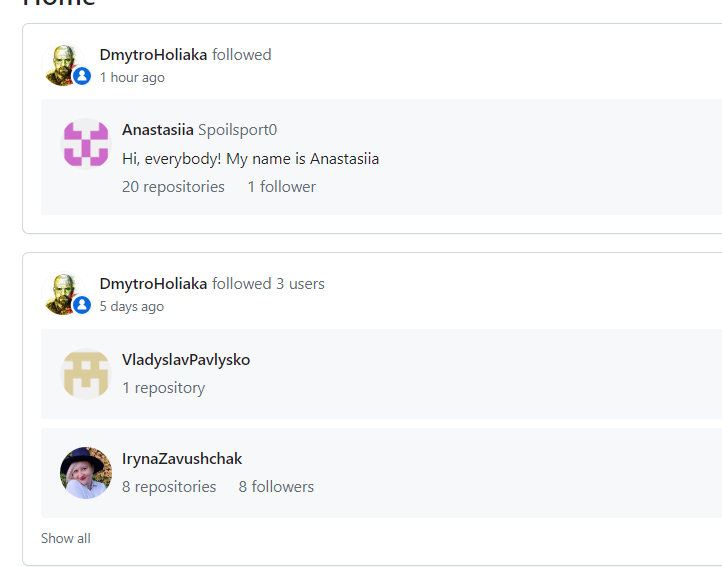 Home
DmytroHoliaka followed
1 hour ago
Anastasiia Spoilsport0
Hi, everybody! My name is Anastasiia
20 repositories 1 follower
DmytroHoliaka followed 3 users
5 days ago
VladyslavPavlysko
1 repository
IrynaZavushchak
8 repositories 8 followers
Show all